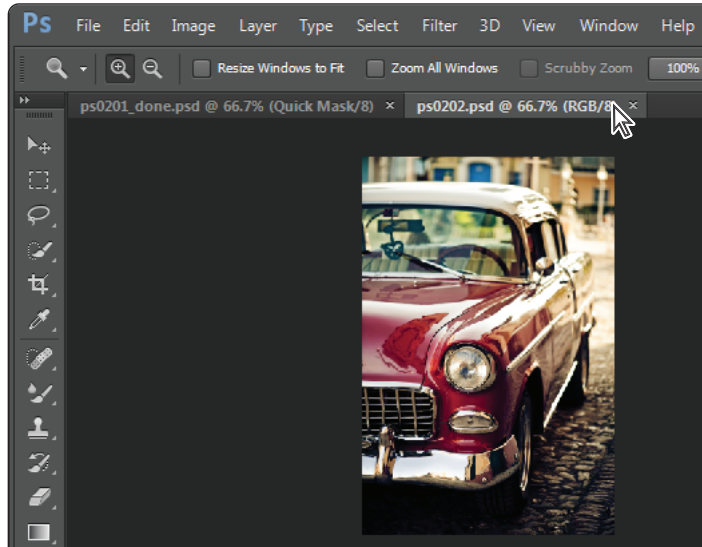 Ps File Edit Image Layer Type Select Filter 3D View Window Help
Resize Windows to Fit Zoom All Windows Scrubby Zoom 100%
ps0201_done.psd @ 66.7% (Quick Mask/8) × ps0202.psd @ 66.7% (RGB/8 ×